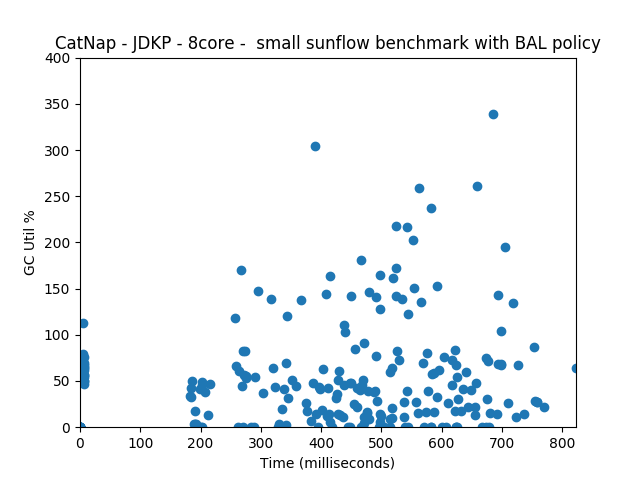 CatNap - JDKP - 8core -  small sunflow benchmark with BAL policy
400
350
300
250
200
150
100
50
0
GC Util %
0 100 200 300 400 500 600 700 800
Time (milliseconds)